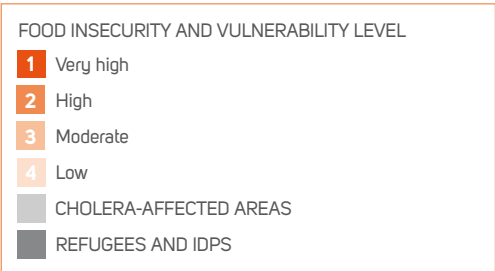 FOOD INSECURITY AND VULNERABILITY LEVEL
1 Very high
2 High
3 Moderate
4 Low
CHOLERA-AFFECTED AREAS
REFUGEES AND IDPS